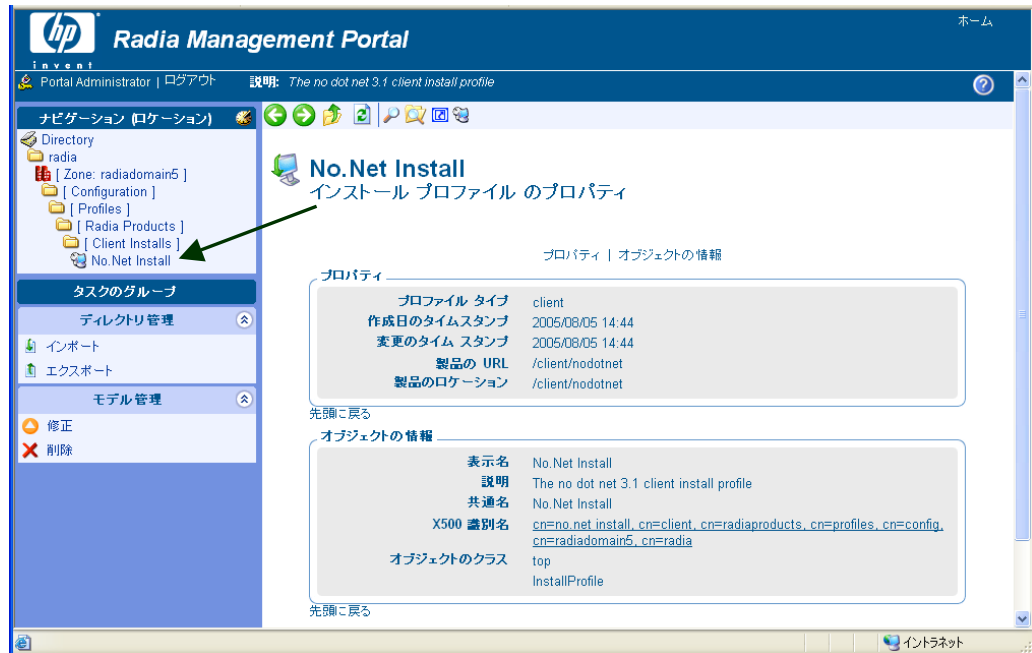 ホーム
hp
invent
Radia Management Portal
Portal Administrator | ログアウト
説明: The no dot net 3.1 client install profile
?
ナビゲーション (ロケーション)
Directory
radia
[ Zone: radiadomain5 ]
[ Configuration ]
[ Profiles ]
[ Radia Products ]
[ Client Installs ]
No.Net Install
タスクのグループ
ディレクトリ管理
インポート
エクスポート
モデル管理
修正
削除
No.Net Install
インストール プロファイル のプロパティ
プロパティ | オブジェクトの情報
プロパティ
プロファイル タイプ client
作成日のタイムスタンプ 2005/08/05 14:44
変更のタイム スタンプ 2005/08/05 14:44
製品の URL /client/nodotnet
製品のロケーション /client/nodotnet
先頭に戻る
オブジェクトの情報
表示名 No.Net Install
説明 The no dot net 3.1 client install profile
共通名 No.Net Install
X500 識別名 cn=no.net install, cn=client, cn=radiaproducts, cn=profiles, cn=config,
cn=radiadomain5, cn=radia
オブジェクトのクラス top
InstallProfile
先頭に戻る
イントラネット